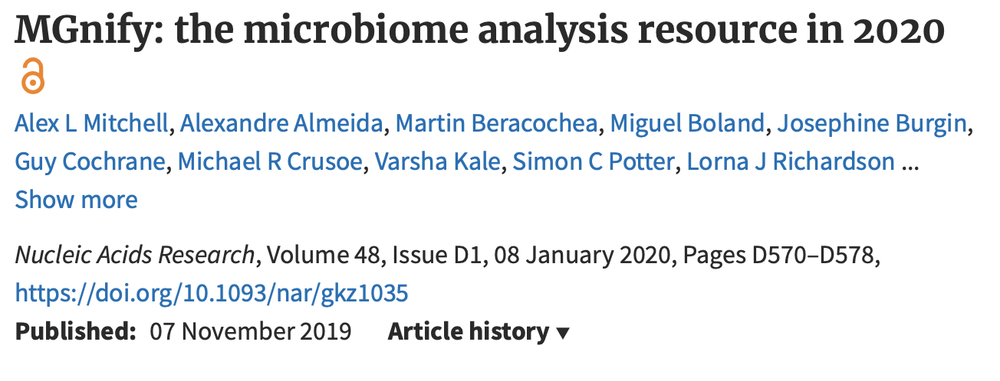 MGnify: the microbiome analysis resource in 2020
Alex L Mitchell, Alexandre Almeida, Martin Beracochea, Miguel Boland, Josephine Burgin,
Guy Cochrane, Michael R Crusoe, Varsha Kale, Simon C Potter, Lorna J Richardson ...
Show more
Nucleic Acids Research, Volume 48, Issue D1, 08 January 2020, Pages D570–D578,
https://doi.org/10.1093/nar/gkz1035
Published: 07 November 2019 Article history ▼